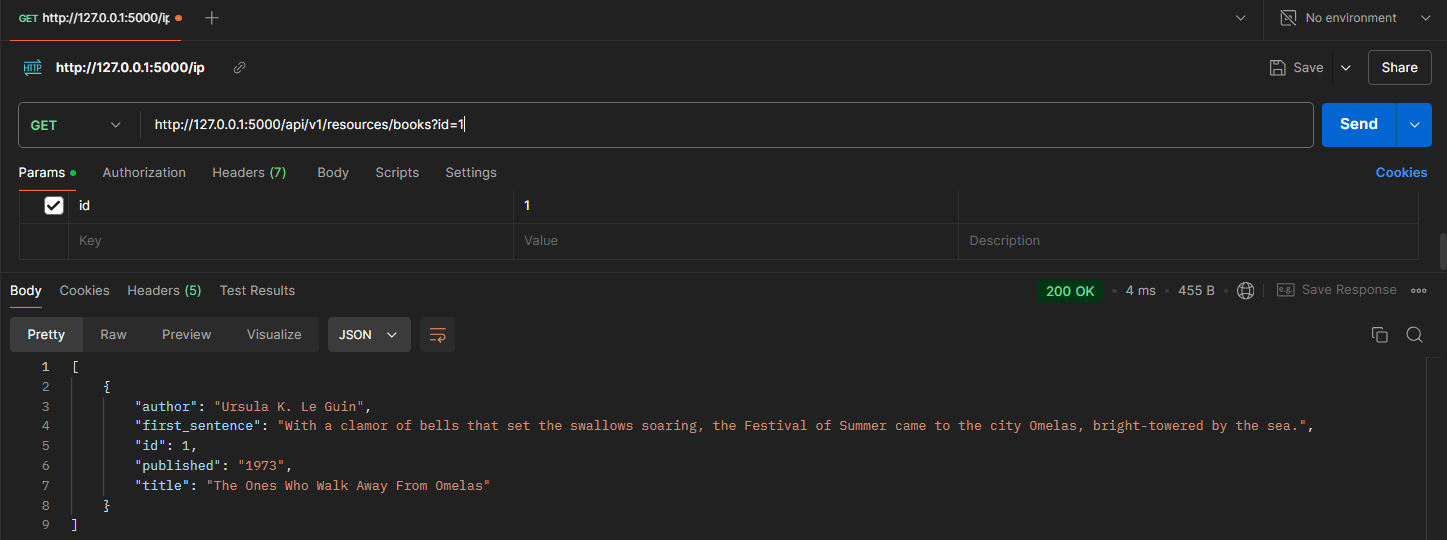 GET http://127.0.0.1:5000/ip
No environment
HTTP http://127.0.0.1:5000/ip
Save
Share
GET
http://127.0.0.1:5000/api/v1/resources/books?id=1
Send
Params Authorization Headers (7) Body Scripts Settings
Cookies
id 1
Key Value Description
Body Cookies Headers (5) Test Results
200 OK 4 ms 455 B e.g. Save Response
Pretty Raw Preview Visualize JSON
1 [
2 {
3 "author": "Ursula K. Le Guin",
4 "first_sentence": "With a clamor of bells that set the swallows soaring, the Festival of Summer came to the city Omelas, bright-towered by the sea.",
5 "id": 1,
6 "published": "1973",
7 "title": "The Ones Who Walk Away From Omelas"
8 }
9 ]